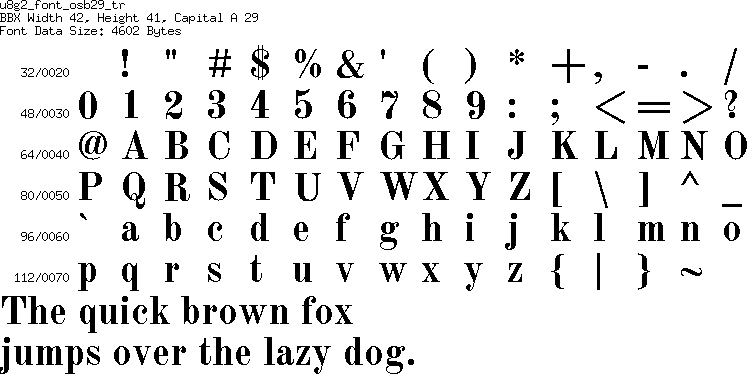 u8g2_font_osb29_tr
BBX Width 42, Height 41, Capital A 29
Font Data Size: 4602 Bytes
32/0020 ! " # $ % & ' ( ) * + , - . /
48/0030 0 1 2 3 4 5 6 7 8 9 : ; < = > ?
64/0040 @ A B C D E F G H I J K L M N O
80/0050 P Q R S T U V W X Y Z [ \ ] ^ _
96/0060 ` a b c d e f g h i j k l m n o
112/0070 p q r s t u v w x y z { | } ~
The quick brown fox
jumps over the lazy dog.